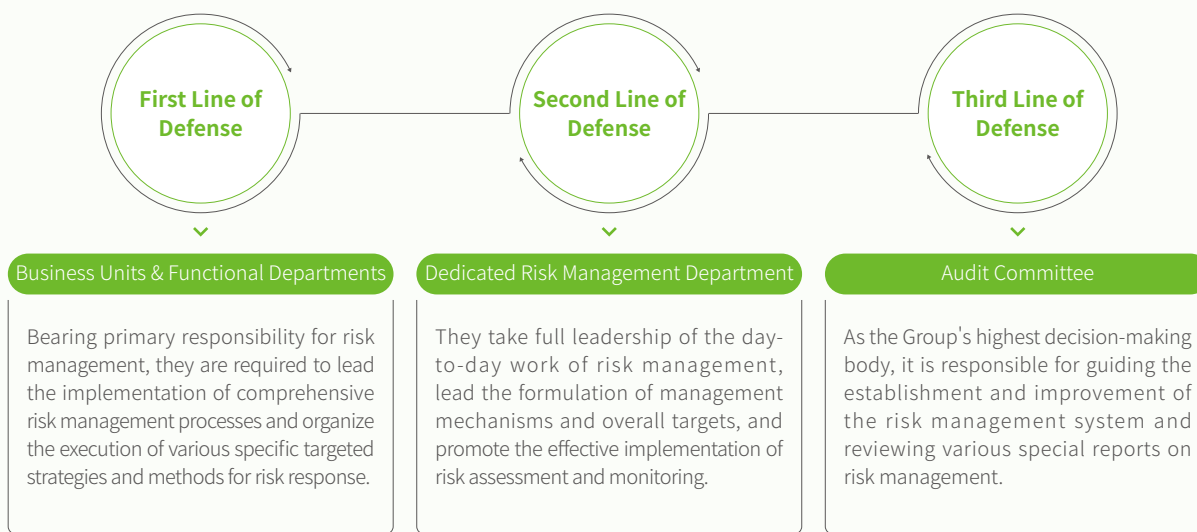 First Line of
Defense
Second Line of
Defense
Third Line of
Defense
Business Units & Functional Departments
Bearing primary responsibility for risk
management, they are required to lead
the implementation of comprehensive
risk management processes and organize
the execution of various specific targeted
strategies and methods for risk response.
Dedicated Risk Management Department
They take full leadership of the day-
to-day work of risk management,
lead the formulation of management
mechanisms and overall targets, and
promote the effective implementation of
risk assessment and monitoring.
Audit Committee
As the Group's highest decision-making
body, it is responsible for guiding the
establishment and improvement of
the risk management system and
reviewing various special reports on
risk management.